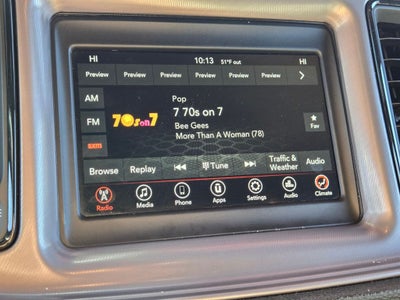 HI 10:13 51°F out HI
Preview Preview Preview Preview Preview Preview
AM
FM
SXM
70s on 7
Pop
7 70s on 7
Bee Gees
More Than A Woman (78)
Fav
Browse Replay Tune Traffic & Weather Audio
Radio Media Phone Apps Settings Audio Climate